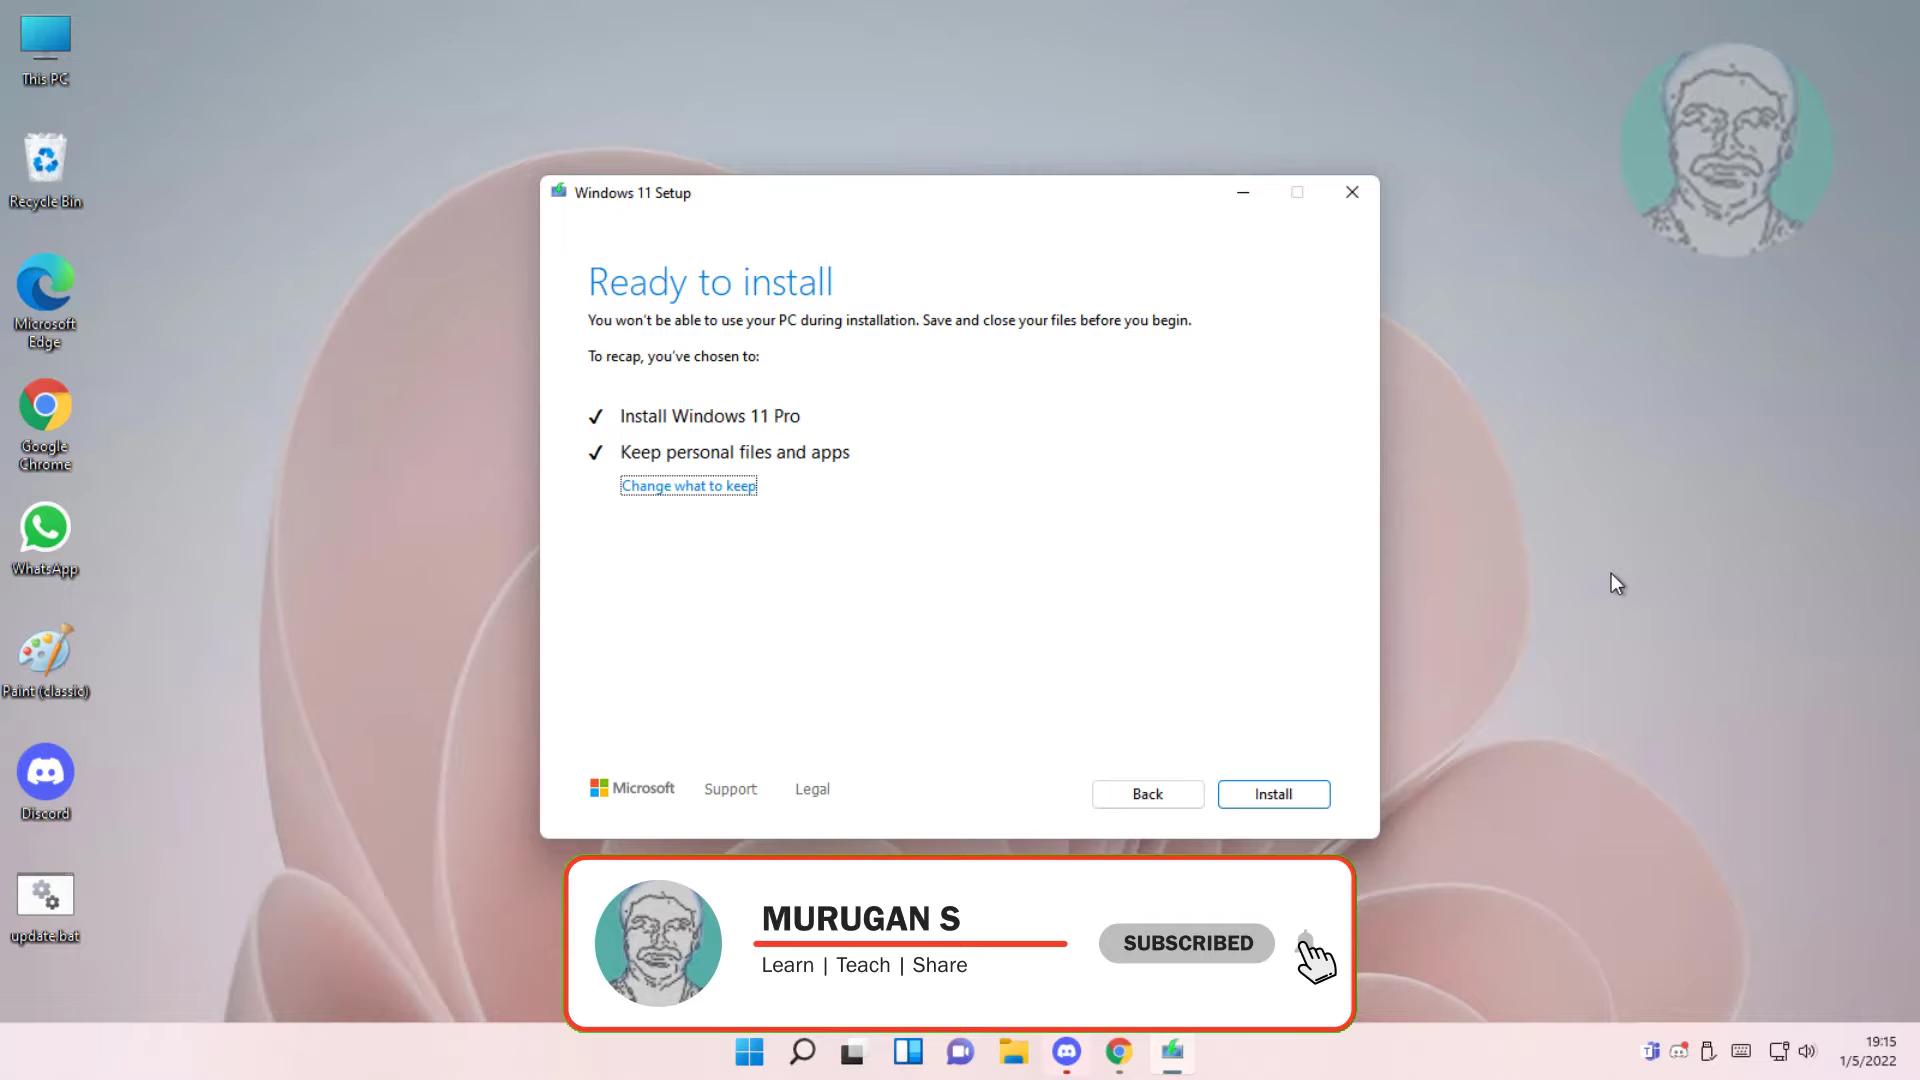 This PC
Recycle Bin
Microsoft
Edge
Google
Chrome
WhatsApp
Paint (classic)
Discord
update.bat
Windows 11 Setup
Ready to install
You won't be able to use your PC during installation. Save and close your files before you begin.
To recap, you've chosen to:
Install Windows 11 Pro
Keep personal files and apps
Change what to keep
Microsoft Support Legal
Back Install
MURUGAN S
SUBSCRIBED
Learn | Teach | Share
19:15
1/5/2022